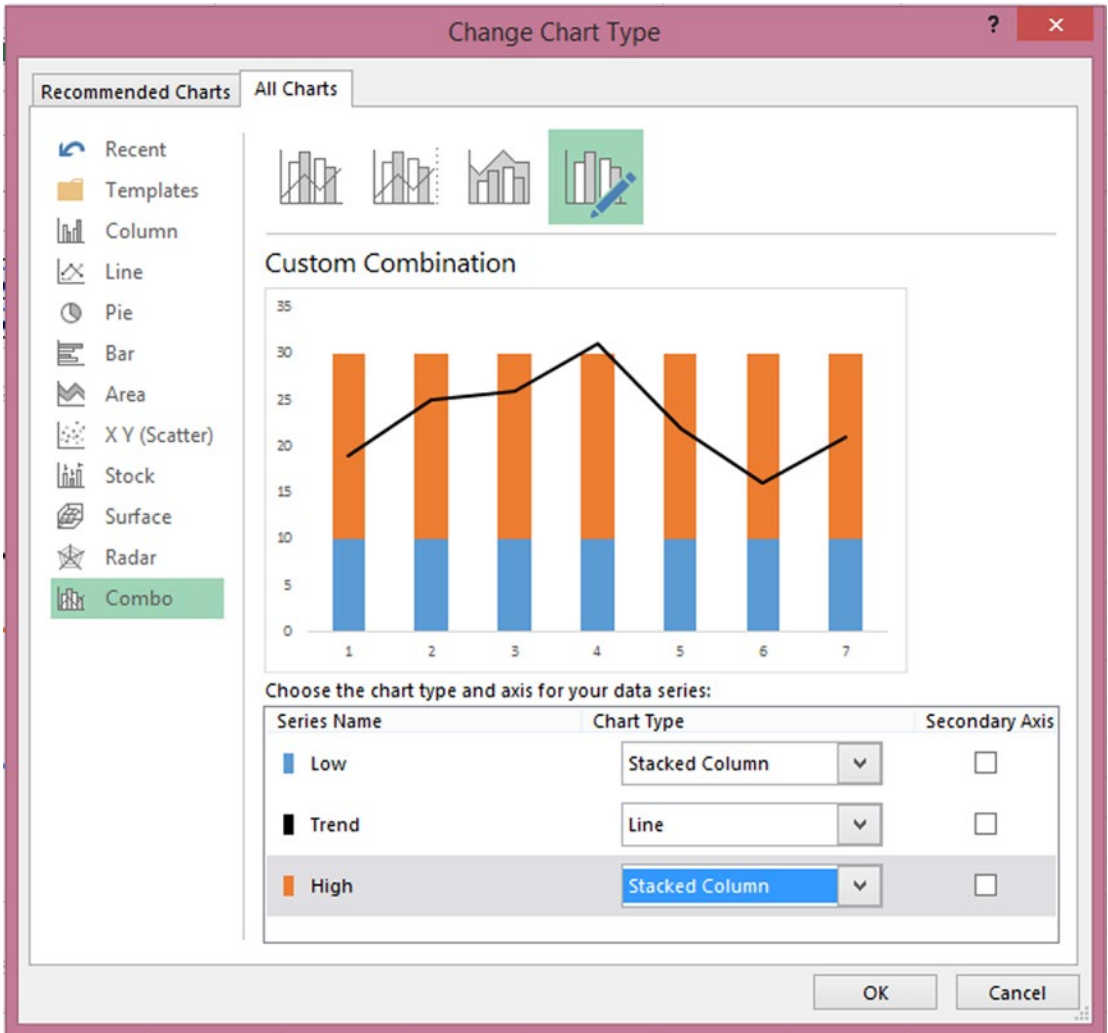 Change Chart Type
?
Recommended Charts
All Charts
Recent
Templates
Column
Line
Pie
Bar
Area
X Y (Scatter)
Stock
Surface
Radar
Combo
Custom Combination
35
30
25
20
15
10
5
0
1 2 3 4 5 6 7
Choose the chart type and axis for your data series:
Series Name Chart Type Secondary Axis
Low Stacked Column
Trend Line
High Stacked Column
OK Cancel